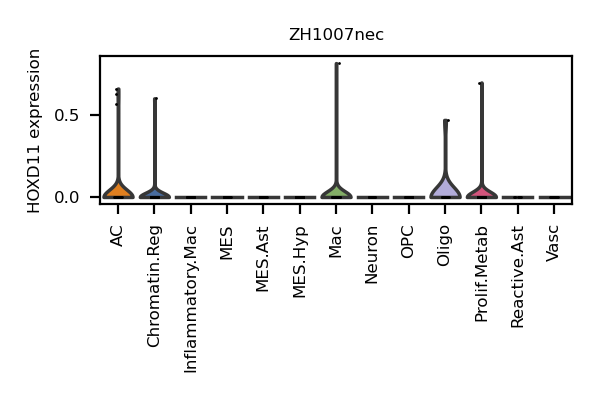 ZH1007nec
HOXD11 expression
0.5
0.0
AC
Chromatin.Reg
Inflammatory.Mac
MES
MES.Ast
MES.Hyp
Mac
Neuron
OPC
Oligo
Prolif.Metab
Reactive.Ast
Vasc